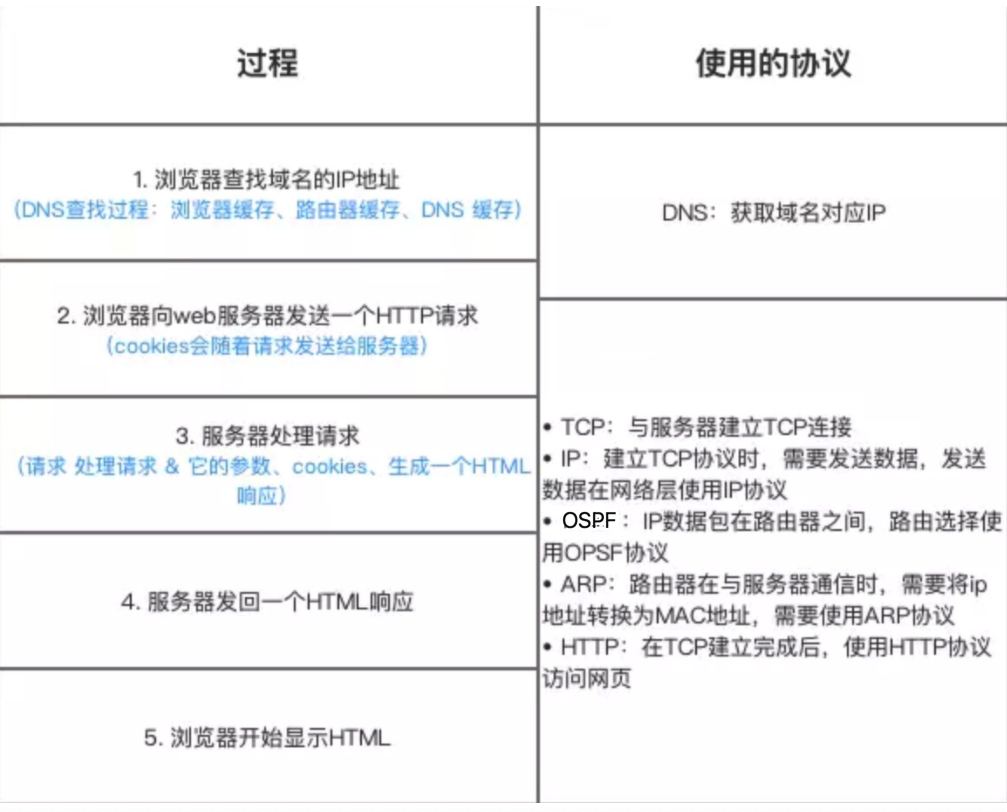 过程
使用的协议
1. 浏览器查找域名的IP地址
（DNS查找过程：浏览器缓存、路由器缓存、DNS 缓存）
DNS：获取域名对应IP
2. 浏览器向web服务器发送一个HTTP请求
（cookies会随着请求发送给服务器）
3. 服务器处理请求
（请求 处理请求 & 它的参数、cookies、生成一个HTML
响应）
4. 服务器发回一个HTML响应
5. 浏览器开始显示HTML
• TCP：与服务器建立TCP连接
• IP：建立TCP协议时，需要发送数据，发送
数据在网络层使用IP协议
• OSPF：IP数据包在路由器之间，路由选择使
用OPSF协议
• ARP：路由器在与服务器通信时，需要将ip
地址转换为MAC地址，需要使用ARP协议
• HTTP：在TCP建立完成后，使用HTTP协议
访问网页